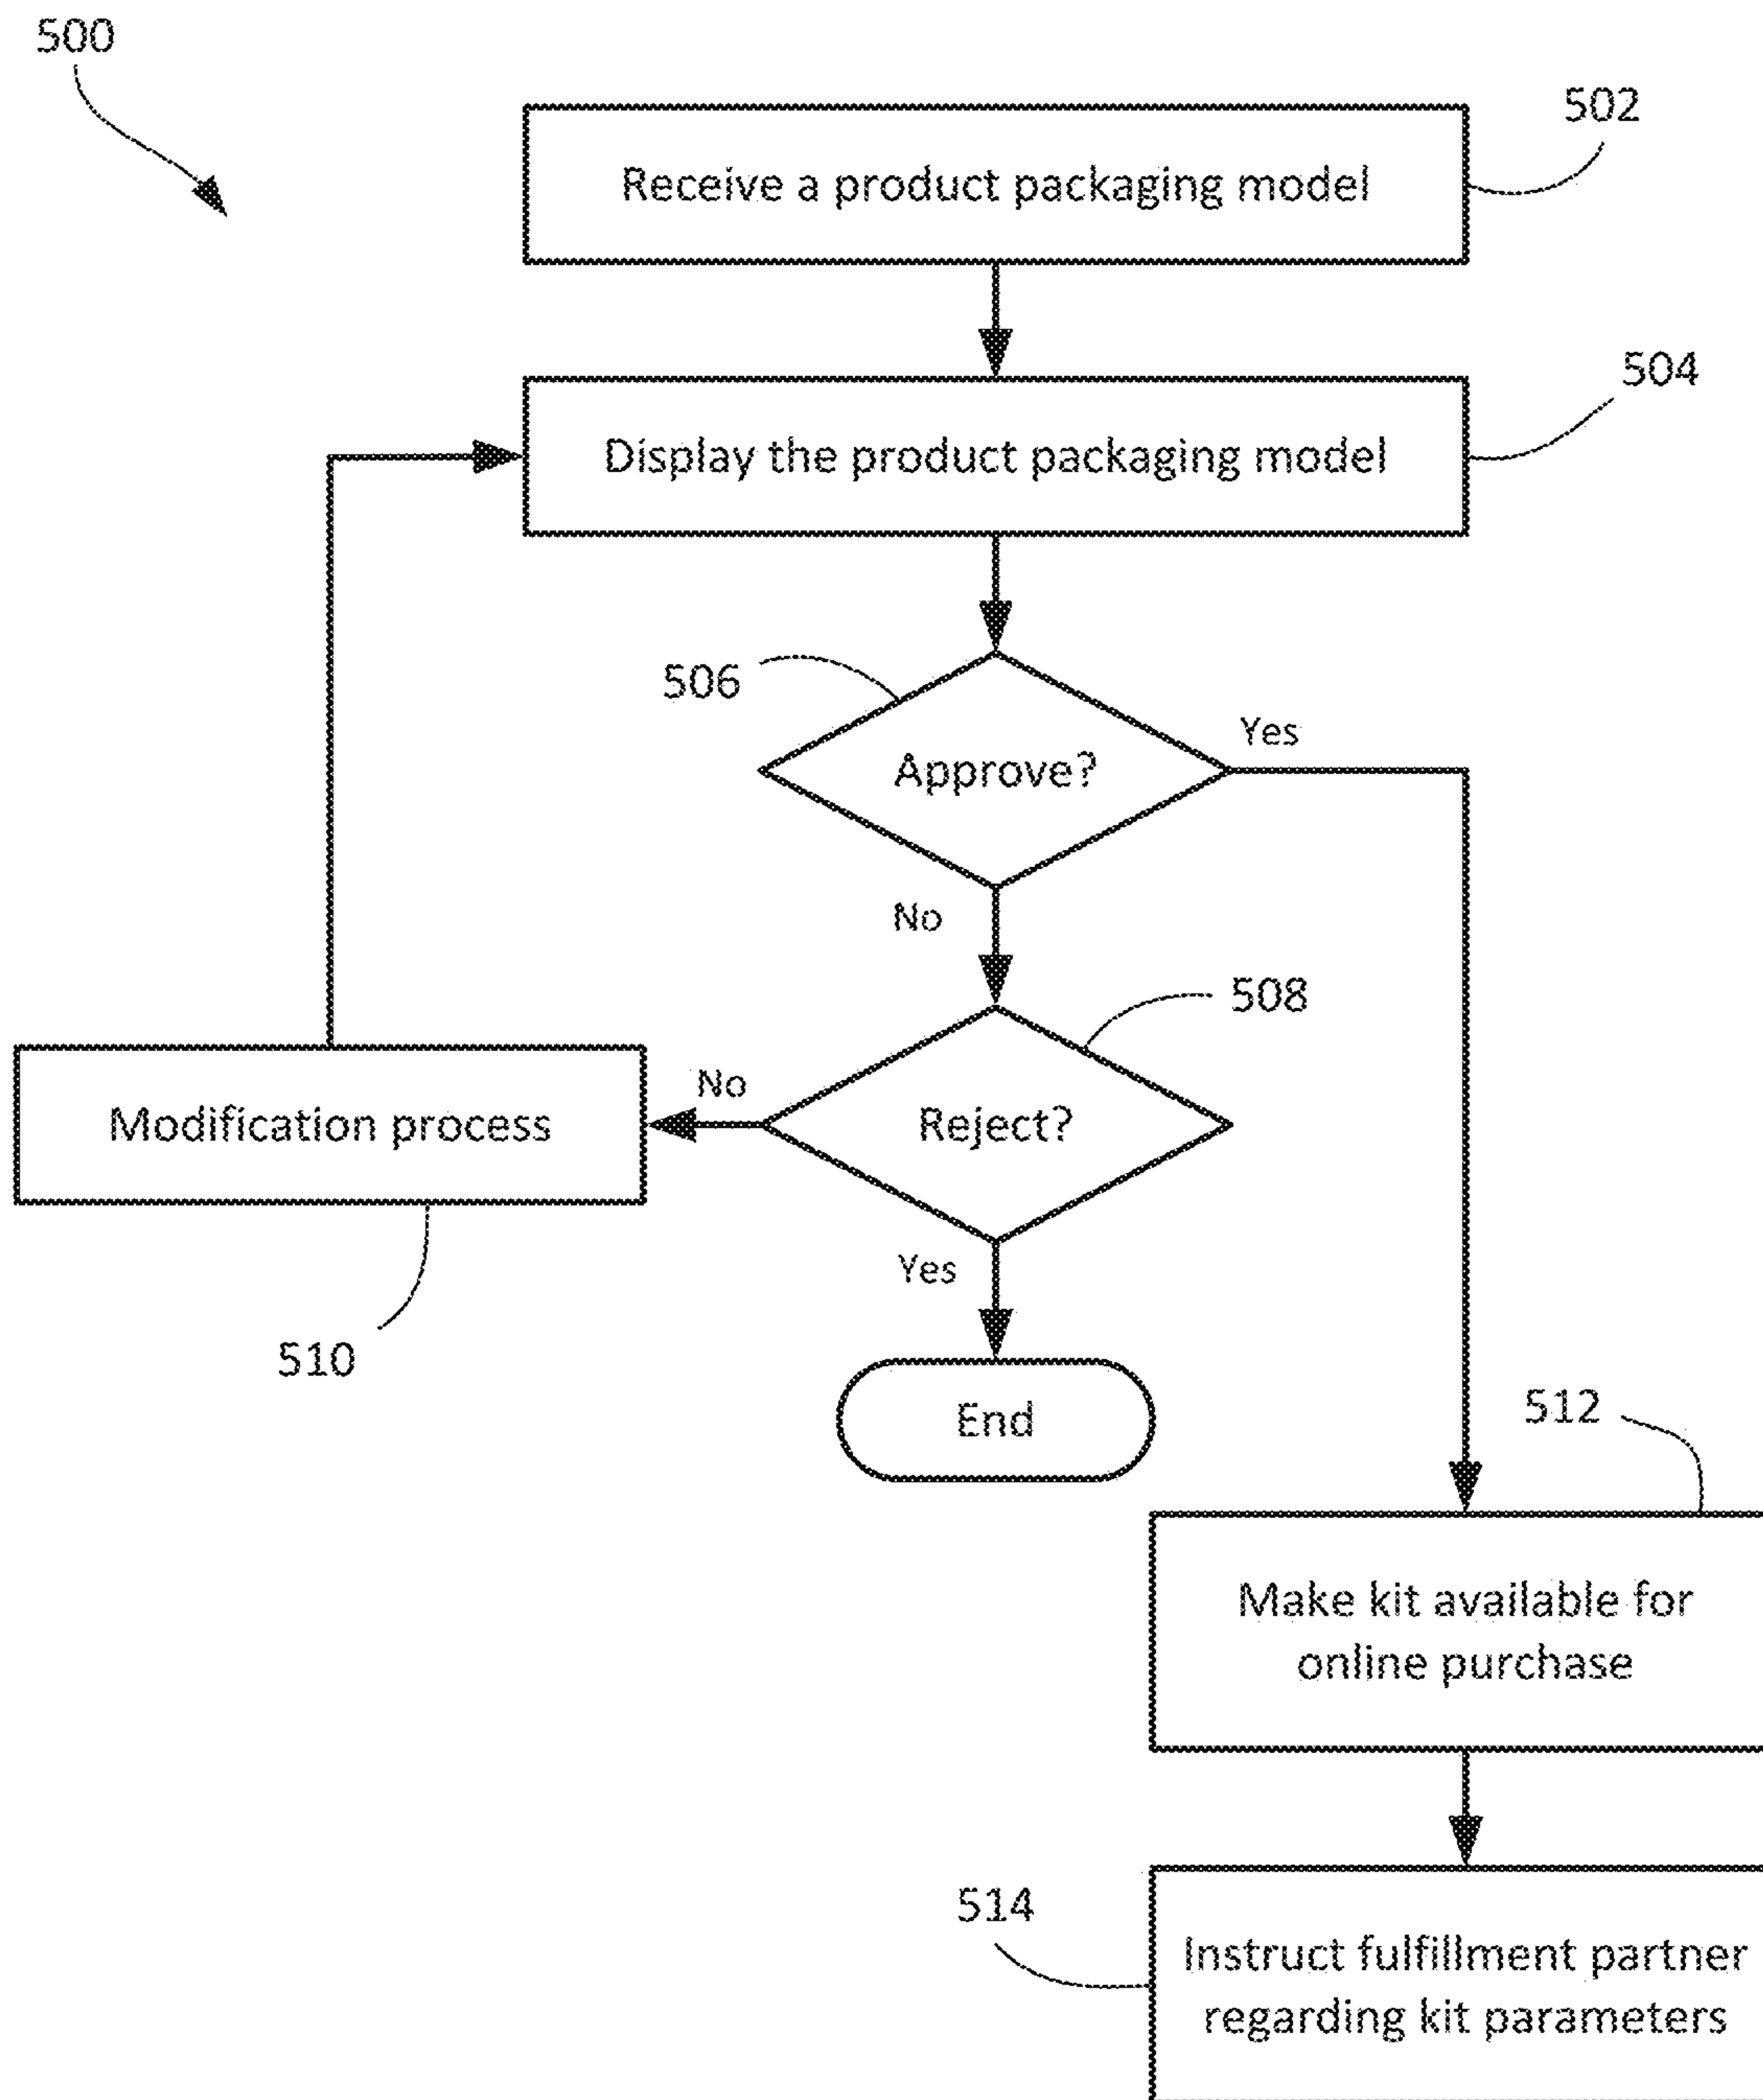 500
502
Receive a product packaging model
504
Display the product packaging model
506
Yes
Approve?
No
508
No
Modification process
Reject?
Yes
510
End
512
Make kit available for
online purchase
514
Instruct fulfillment partner
regarding kit parameters